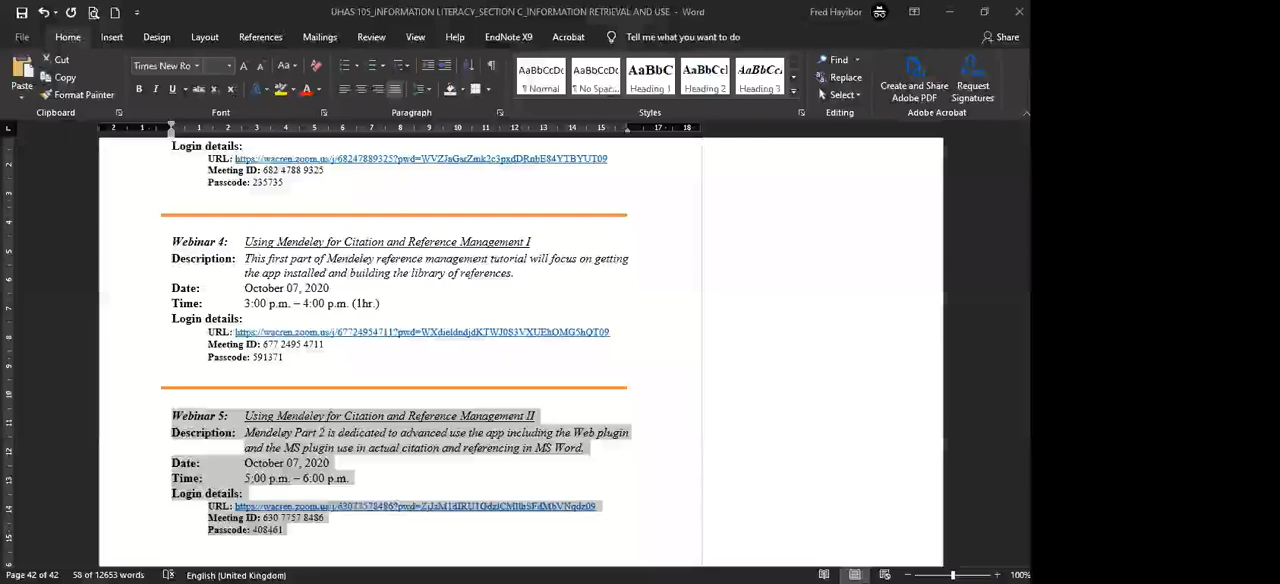 UHAS 105_INFORMATION LITERACY_SECTION C_INFORMATION RETRIEVAL AND USE - Word
Fred Hayibor
File Home Insert Design Layout References Mailings Review View Help EndNote X9 Acrobat Tell me what you want to do
Share
Paste
Cut
Copy
Format Painter
Clipboard
Times New Ro
Font
Paragraph
AaBbCcDc AaBbCcDc AaBbC AaBbCcl AaBbCcl
¶ Normal ¶ No Spac... Heading 1 Heading 2 Heading 3
Styles
Find
Replace
Select
Editing
Create and Share Adobe PDF
Request Signatures
Adobe Acrobat
Login details:
URL:
Meeting ID: 682 4788 9325
Passcode: 235735
Webinar 4: Using Mendeley for Citation and Reference Management I
Description: This first part of Mendeley reference management tutorial will focus on getting
the app installed and building the library of references.
Date: October 07, 2020
Time: 3:00 p.m. – 4:00 p.m. (1hr.)
Login details:
URL:
Meeting ID: 677 2495 4711
Passcode: 591371
Webinar 5: Using Mendeley for Citation and Reference Management II
Description: Mendeley Part 2 is dedicated to advanced use the app including the Web plugin
and the MS plugin use in actual citation and referencing in MS Word.
Date: October 07, 2020
Time: 5:00 p.m. – 6:00 p.m.
Login details:
URL:
Meeting ID: 630 7757 8486
Passcode: 408461
Page 42 of 42 58 of 12653 words English (United Kingdom) 100%